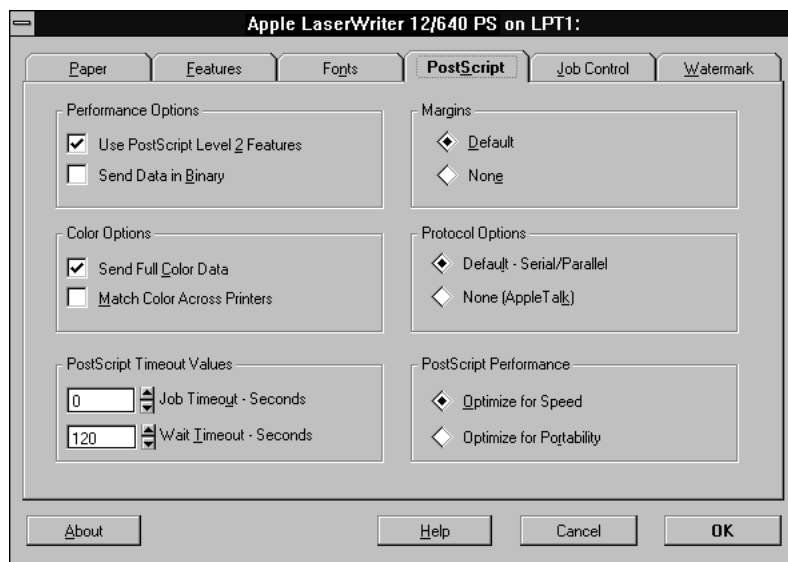 Apple LaserWriter 12/640 PS on LPT1:
Paper Features Fonts PostScript Job Control Watermark
Performance Options
Use PostScript Level 2 Features
Send Data in Binary
Margins
Default
None
Color Options
Send Full Color Data
Match Color Across Printers
Protocol Options
Default - Serial/Parallel
None (AppleTalk)
PostScript Timeout Values
0 Job Timeout - Seconds
120 Wait Timeout - Seconds
PostScript Performance
Optimize for Speed
Optimize for Portability
About Help Cancel OK